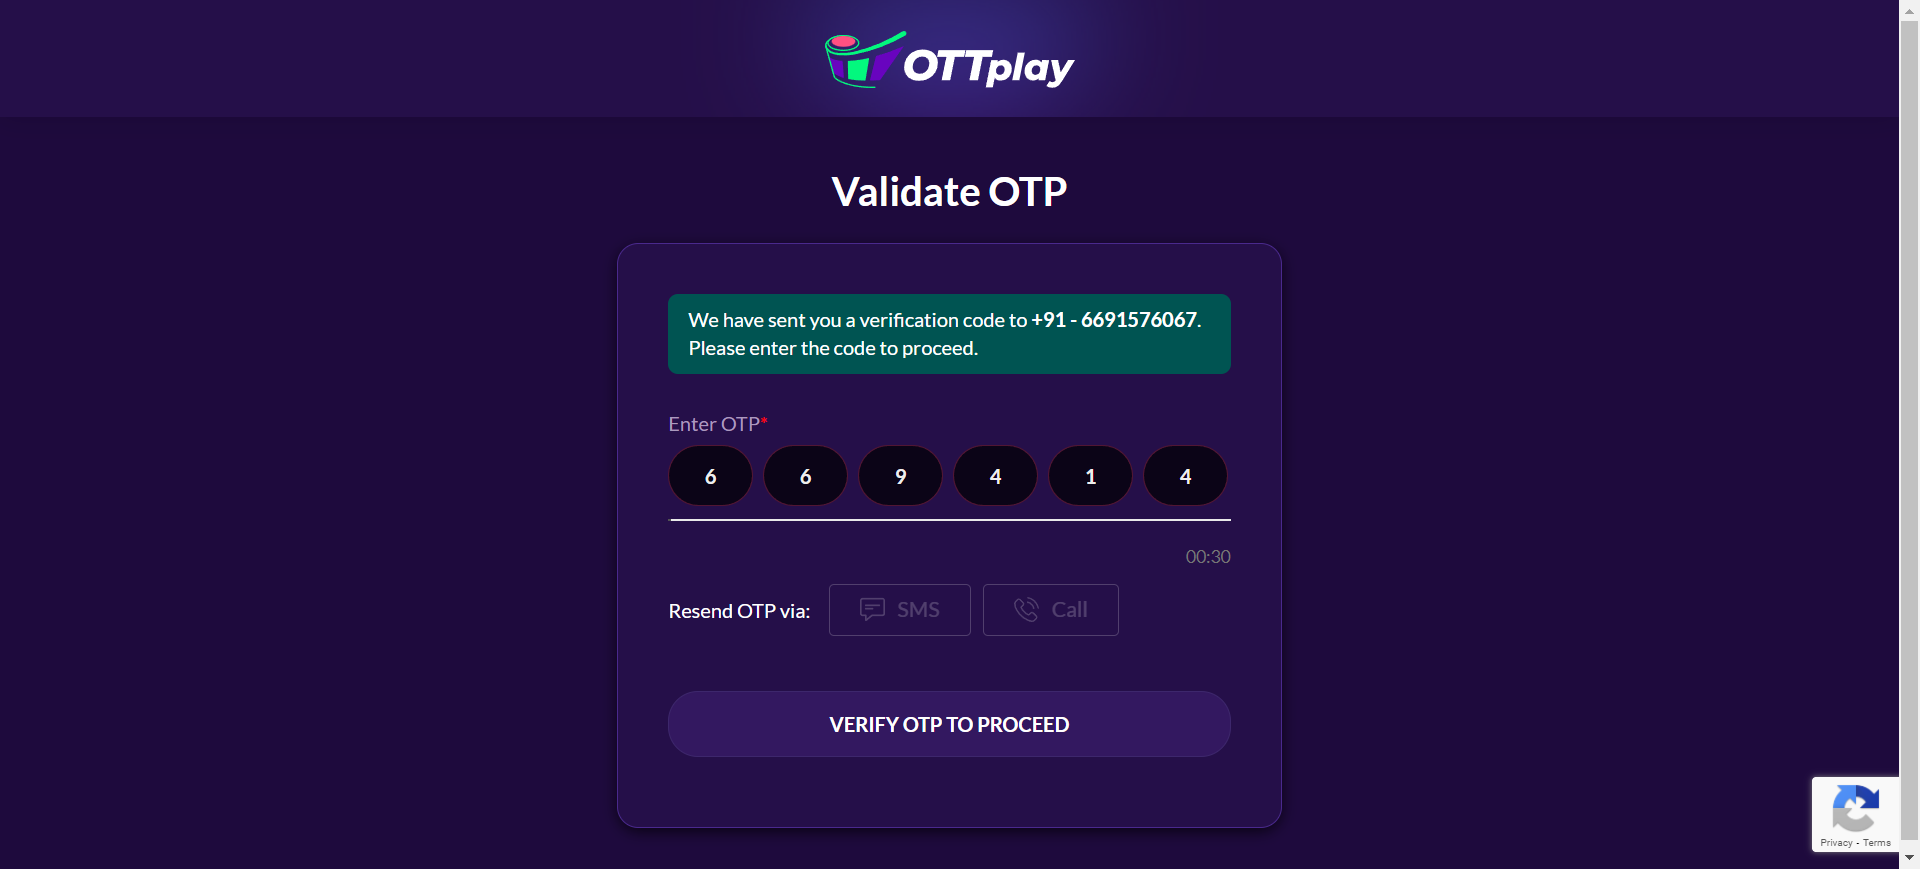 OTTplay
Validate OTP
We have sent you a verification code to +91 - 6691576067.
Please enter the code to proceed.
Enter OTP*
6 6 9 4 1 4
00:30
Resend OTP via: SMS Call
VERIFY OTP TO PROCEED
Privacy - Terms